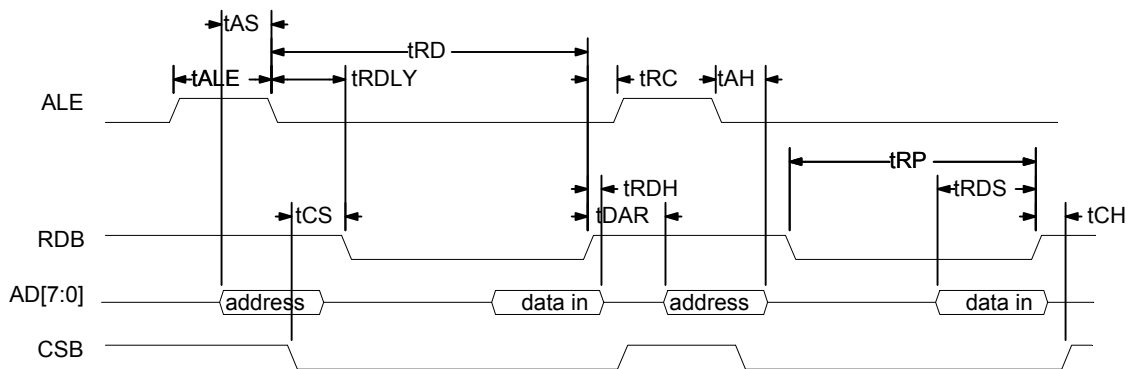 tAS
tRD
tALE tRDLY tRC tAH
ALE
tRP
tRDH tRDS
tCS tDAR tCH
RDB
AD[7:0] address data in address data in
CSB